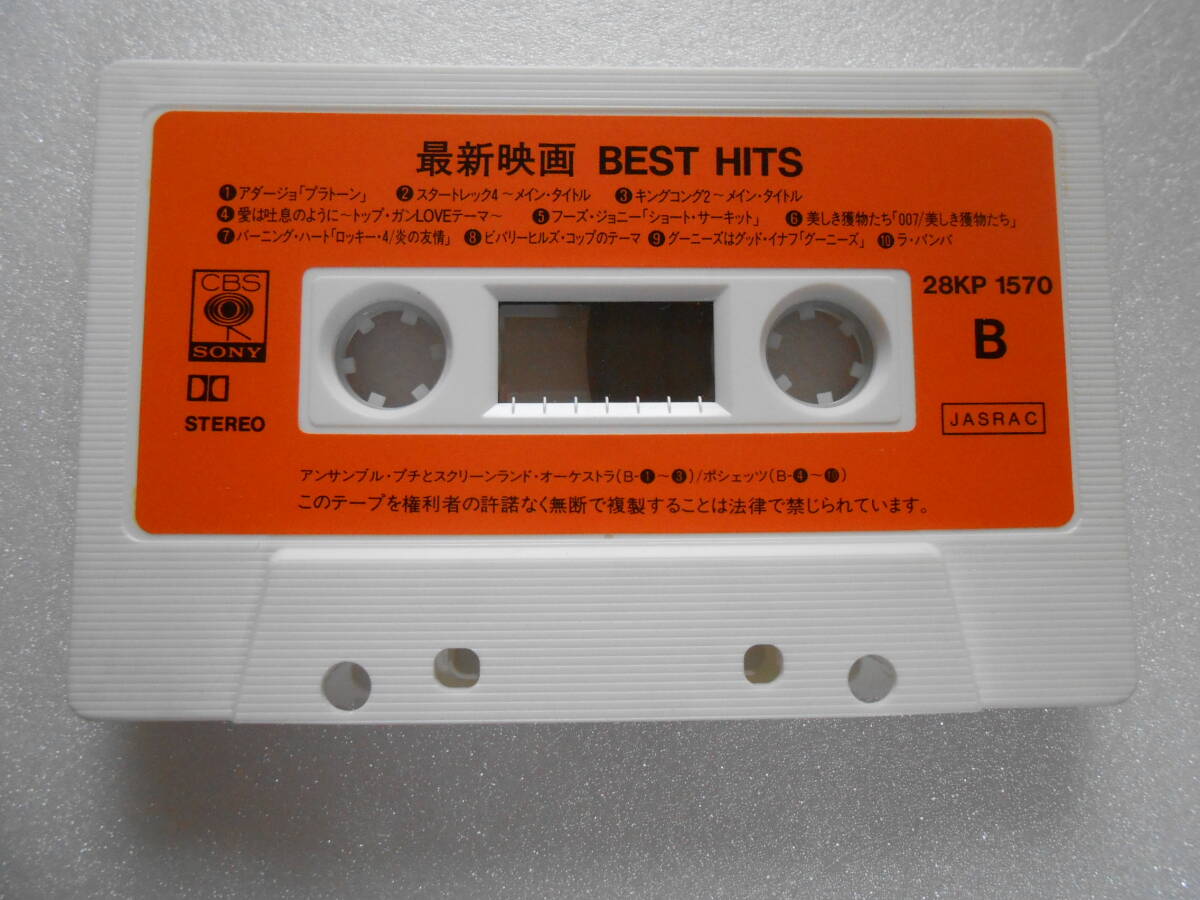 最新映画 BEST HITS
❶アダージョ「プラトーン」 ❷スタートレック4〜メイン・タイトル ❸キングコング2〜メイン・タイトル
❹愛は吐息のように〜トップ・ガンLOVEテーマ〜 ❺フーズ・ジョニー「ショート・サーキット」 ❻美しき獲物たち「007/美しき獲物たち」
❼バーニング・ハート「ロッキー・4/炎の友情」 ❽ビバリーヒルズ・コップのテーマ ❾グーニーズはグッド・イナフ「グーニーズ」 ❿ラ・バンバ
CBS
SONY
STEREO
28KP 1570
B
JASRAC
アンサンブル・プチとスクリーンランド・オーケストラ(B-❶〜❸)/ポシェッツ(B-❹〜❿)
このテープを権利者の許諾なく無断で複製することは法律で禁じられています。